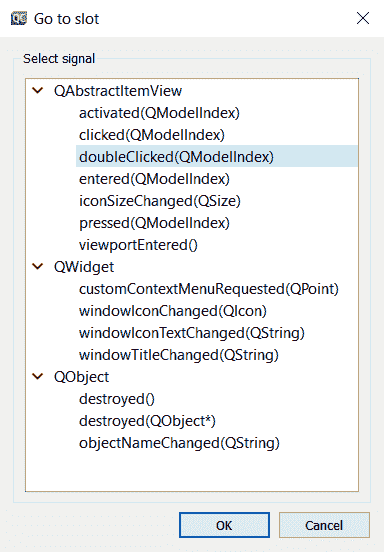 Go to slot
Select signal
QAbstractItemView
activated(QModelIndex)
clicked(QModelIndex)
doubleClicked(QModelIndex)
entered(QModelIndex)
iconSizeChanged(QSize)
pressed(QModelIndex)
viewportEntered()
QWidget
customContextMenuRequested(QPoint)
windowIconChanged(QIcon)
windowIconTextChanged(QString)
windowTitleChanged(QString)
QObject
destroyed()
destroyed(QObject*)
objectNameChanged(QString)
OK Cancel